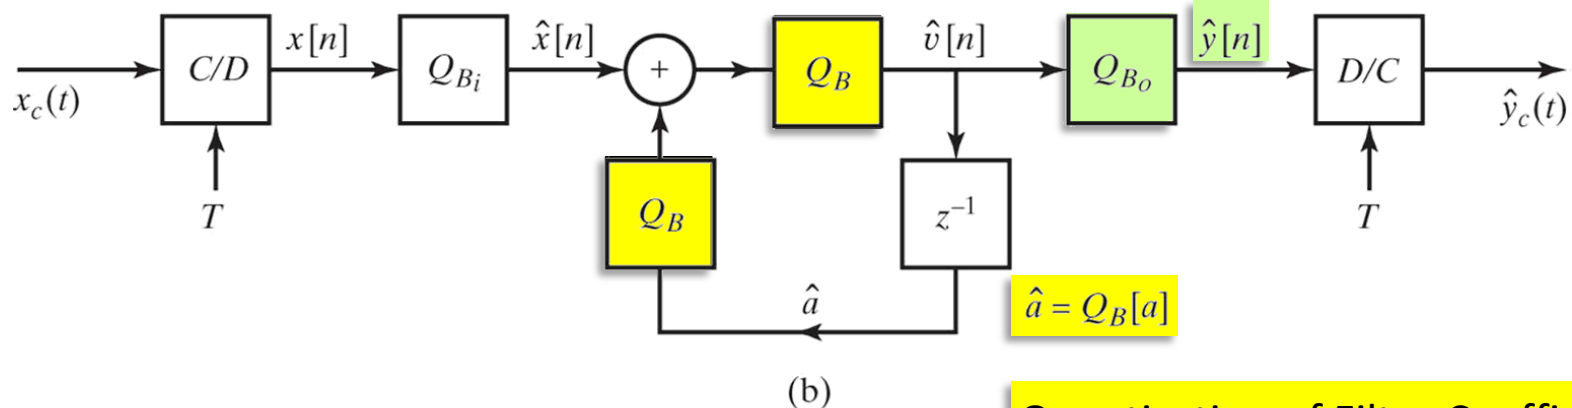 x_c(t)
C/D
T
x[n]
Q_{B_i}
x̂[n]
+
Q_B
v̂[n]
Q_{B_o}
ŷ[n]
D/C
T
ŷ_c(t)
Q_B
z^{-1}
â
â = Q_B[a]
(b)